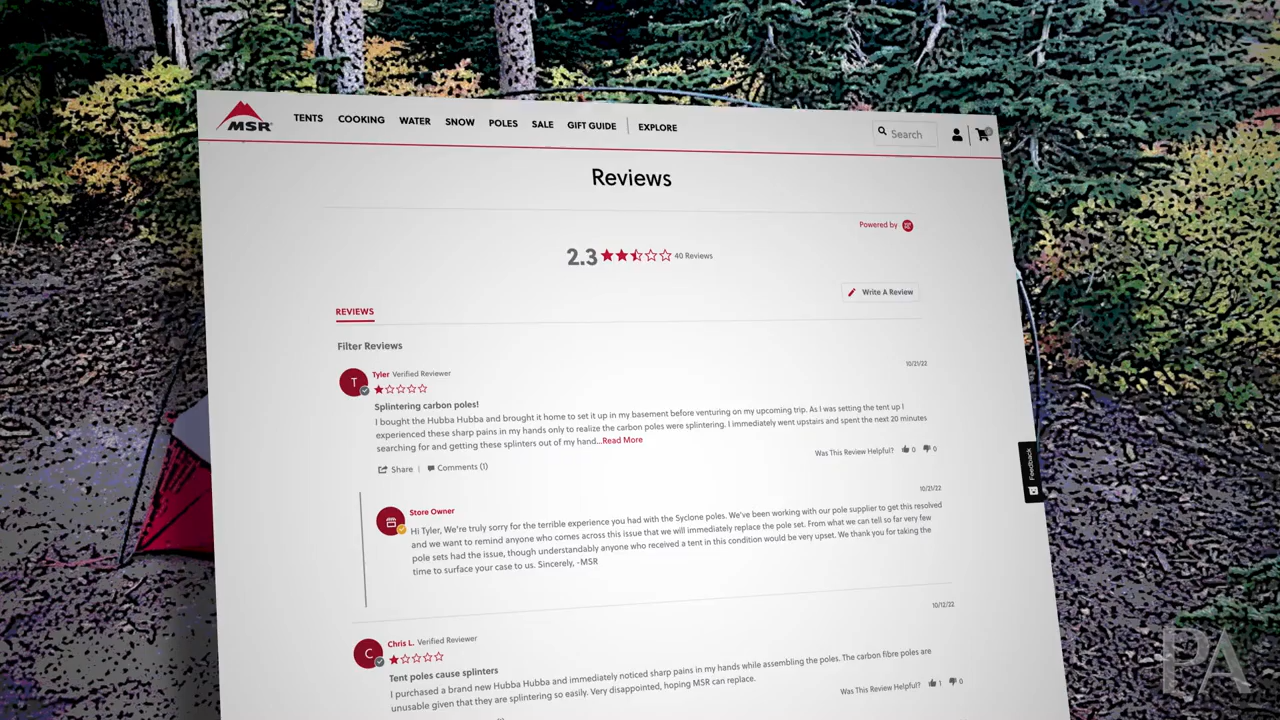 MSR
TENTS COOKING WATER SNOW POLES SALE GIFT GUIDE EXPLORE
Search
Reviews
Powered by
2.3 40 Reviews
Write A Review
REVIEWS
Filter Reviews
T Tyler Verified Reviewer 10/21/22
Splintering carbon poles!
I bought the Hubba Hubba and brought it home to set it up in my basement before venturing on my upcoming trip. As I was setting the tent up I
experienced these sharp pains in my hands only to realize the carbon poles were splintering. I immediately went upstairs and spent the next 20 minutes
searching for and getting these splinters out of my hand...Read More
Share | Comments (1) Was This Review Helpful? 0 0
Feedback
Store Owner 10/21/22
Hi Tyler, We're truly sorry for the terrible experience you had with the Syclone poles. We've been working with our pole supplier to get this resolved
and we want to remind anyone who comes across this issue that we will immediately replace the pole set. From what we can tell so far very few
pole sets had the issue, though understandably anyone who received a tent in this condition would be very upset. We thank you for taking the
time to surface your case to us. Sincerely, -MSR
C Chris L. Verified Reviewer 10/12/22
Tent poles cause splinters
I purchased a brand new Hubba Hubba and immediately noticed sharp pains in my hands while assembling the poles. The carbon fibre poles are
unusable given that they are splintering so easily. Very disappointed, hoping MSR can replace.
Was This Review Helpful? 1 0
PA